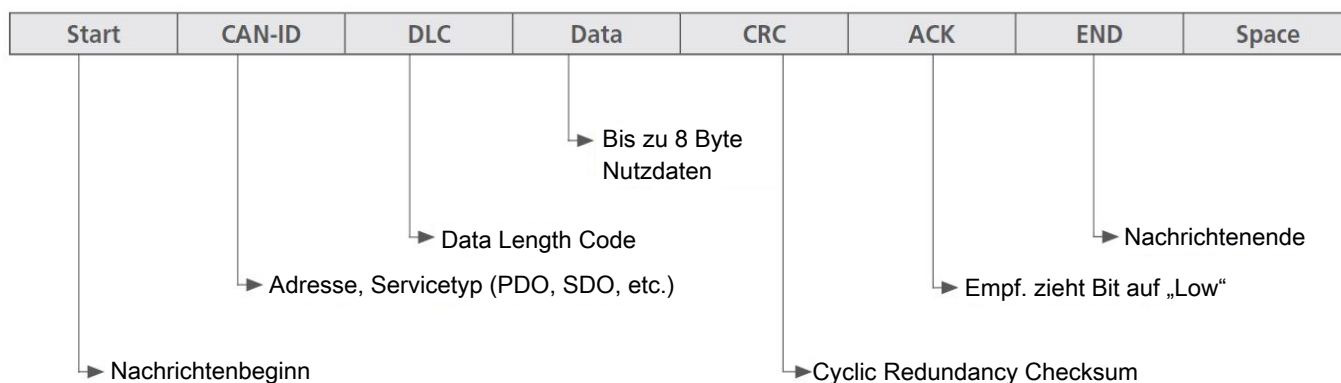 Start CAN-ID DLC Data CRC ACK END Space
Bis zu 8 Byte
Nutzdaten
Data Length Code
Nachrichtenende
Adresse, Servicetyp (PDO, SDO, etc.)
Empf. zieht Bit auf „Low“
Nachrichtenbeginn
Cyclic Redundancy Checksum